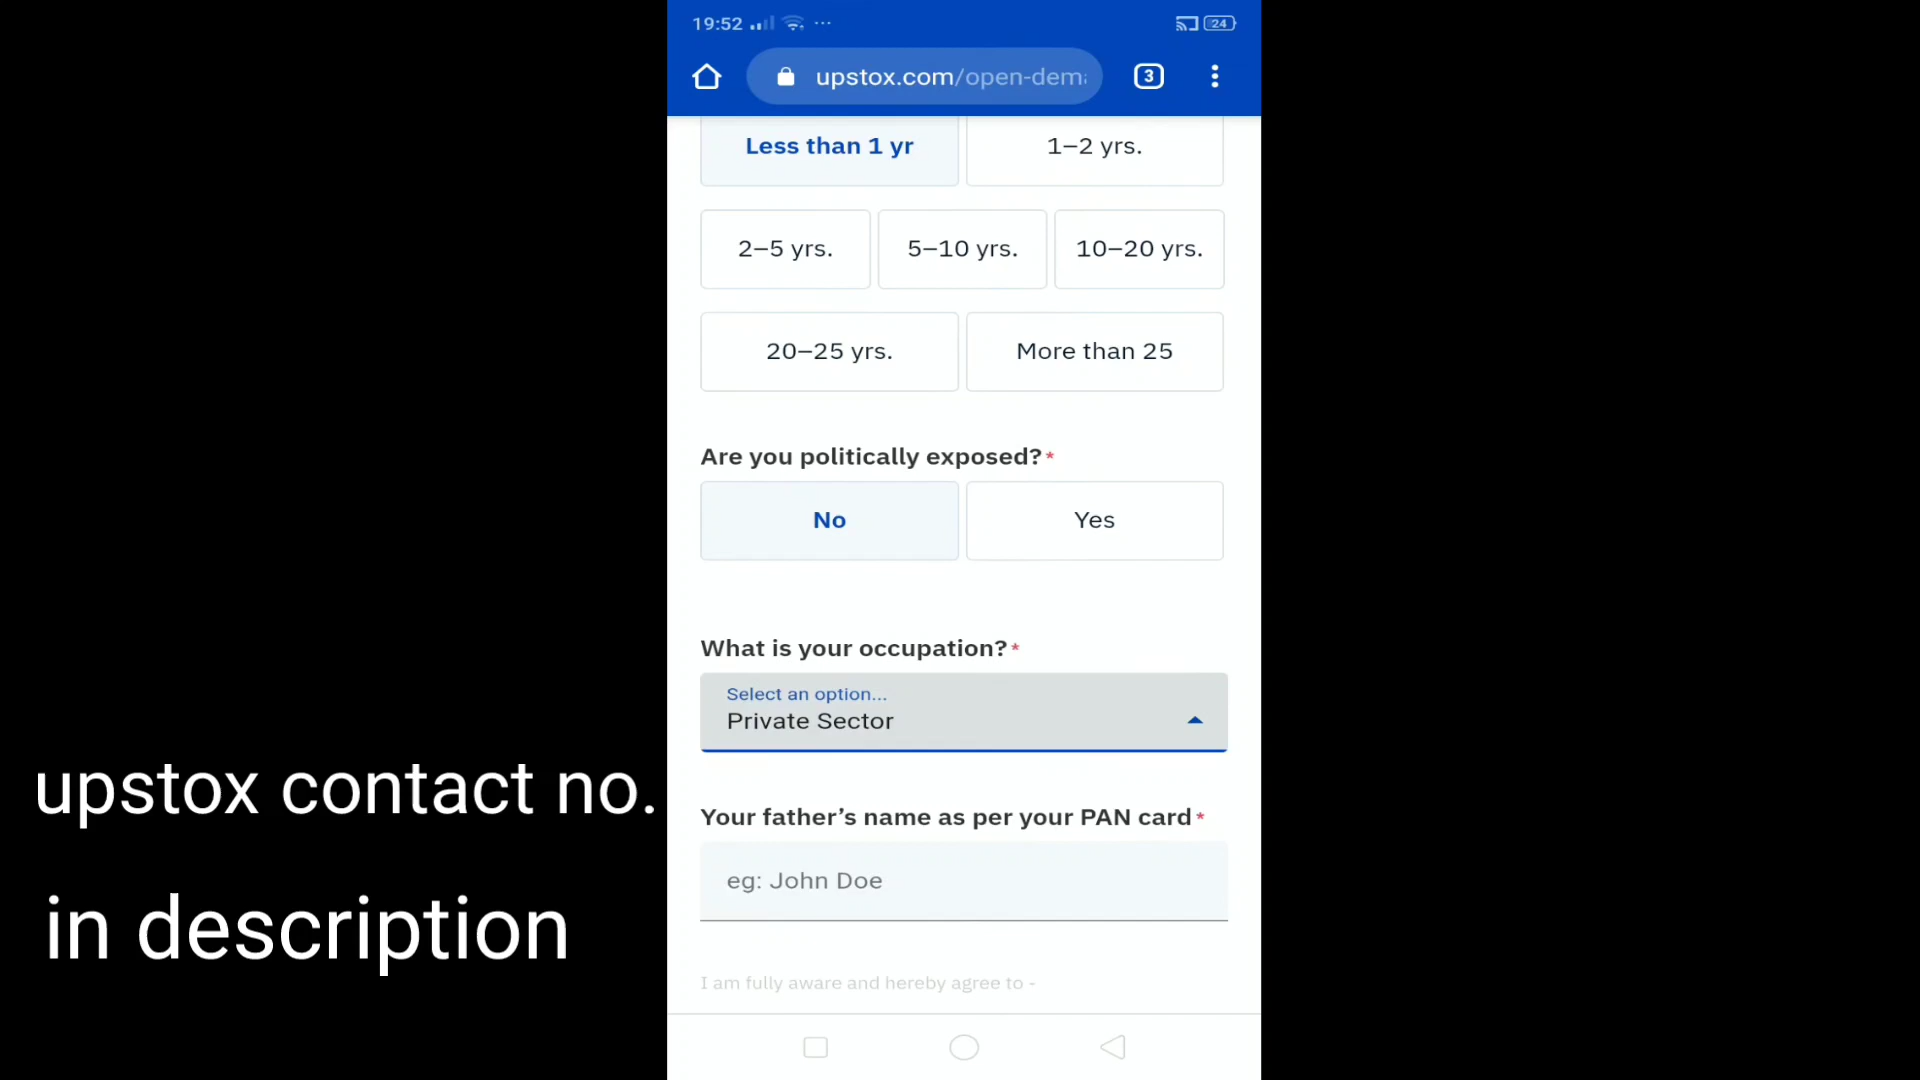 19:52 ... 24
upstox.com/open-dema
3
Less than 1 yr
1–2 yrs.
2–5 yrs.
5–10 yrs.
10–20 yrs.
20–25 yrs.
More than 25
Are you politically exposed?*
No
Yes
What is your occupation?*
Select an option...
Private Sector
Your father’s name as per your PAN card*
eg: John Doe
I am fully aware and hereby agree to -
upstox contact no.
in description